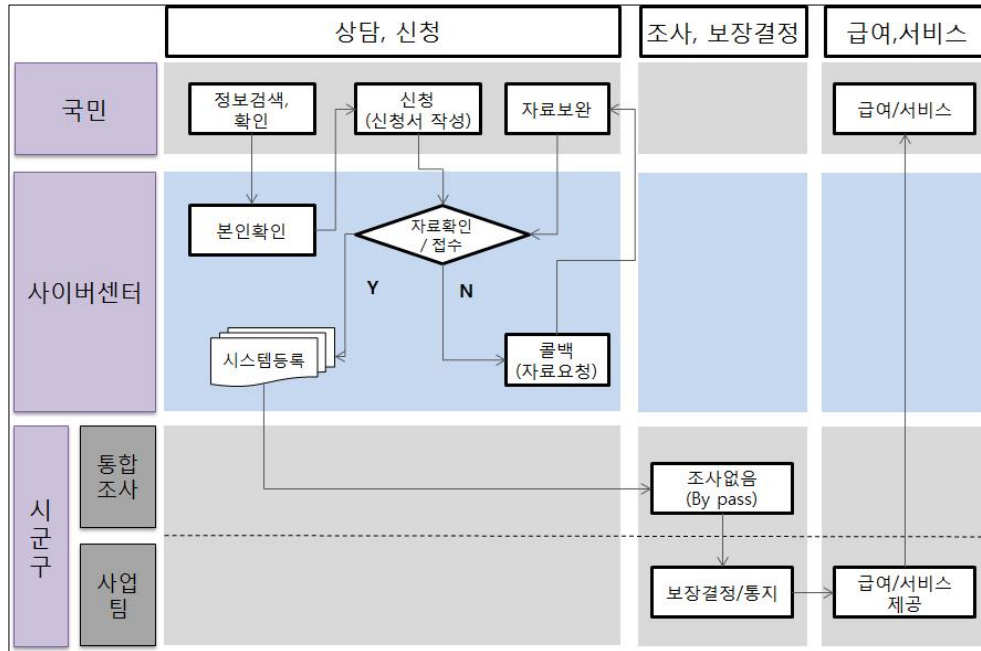 상담, 신청
조사, 보장결정
급여,서비스
국민
정보검색,
확인
신청
(신청서 작성)
자료보완
급여/서비스
사이버센터
본인확인
자료확인
/ 접수
Y
N
시스템등록
콜백
(자료요청)
시군구
통합
조사
조사없음
(By pass)
사업
팀
보장결정/통지
급여/서비스
제공